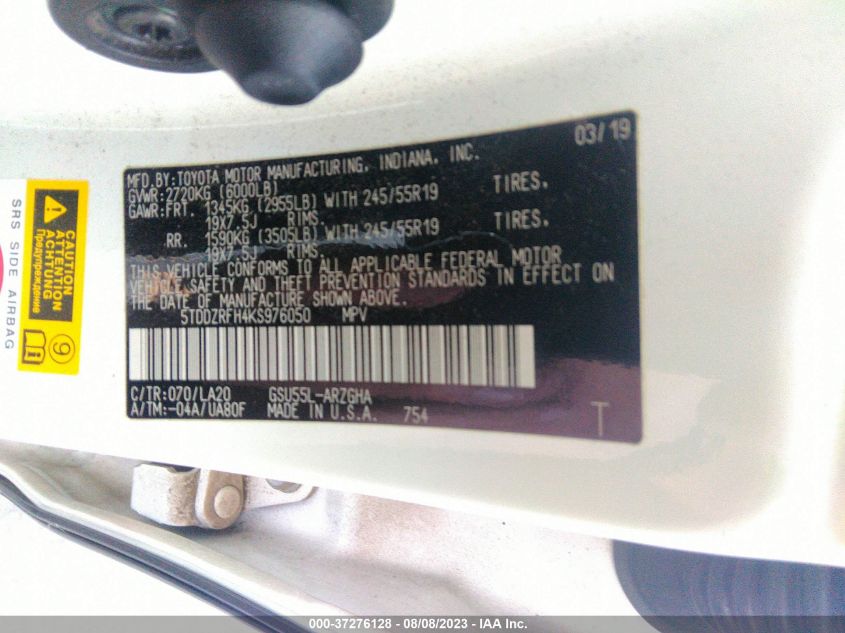 03/19
MFD.BY:TOYOTA MOTOR MANUFACTURING, INDIANA, INC.
GVWR:2720KG (6000LB)
GAWR:FRT. 1345KG (2955LB) WITH 245/55R19 TIRES.
19X7.5J RIMS.
RR. 1590KG (3505LB) WITH 245/55R19 TIRES.
19X7.5J RIMS.
THIS VEHICLE CONFORMS TO ALL APPLICABLE FEDERAL MOTOR
VEHICLE SAFETY AND THEFT PREVENTION STANDARDS IN EFFECT ON
THE DATE OF MANUFACTURE SHOWN ABOVE.
5TDDZRFH4KS976050 MPV
C/TR:070/LA20 GSU55L-ARZGHA
A/TM:-04A/UA80F MADE IN U.S.A. 754
T
CAUTION
ATTENTION
ACHTUNG
Предупреждение
9
SRS SIDE AIRBAG
000-37276128 - 08/08/2023 - IAA Inc.